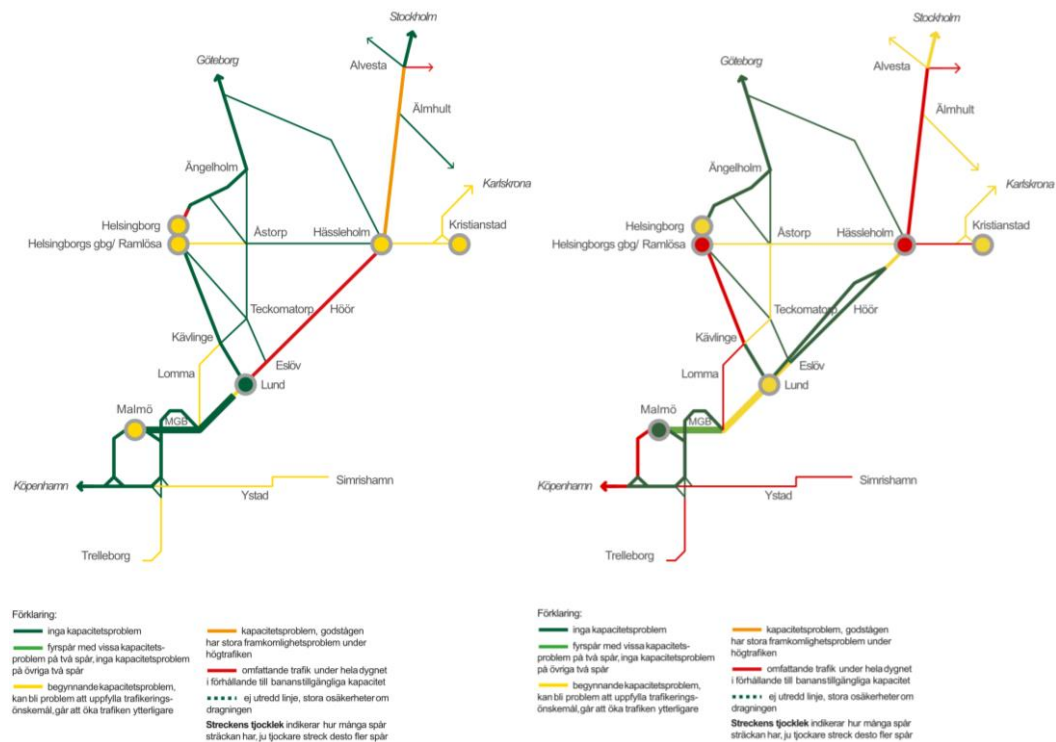 Stockholm
Göteborg
Alvesta
Älmhult
Ängelholm
Karlskrona
Helsingborg
Åstorp
Hässleholm
Kristianstad
Helsingborgs gbg/ Ramlösa
Teckomatorp
Höör
Kävlinge
Eslöv
Lomma
Lund
Malmö
MGB
Köpenhamn
Simrishamn
Ystad
Trelleborg
Förklaring:
inga kapacitetsproblem
fyrspår med vissa kapacitets-
problem på två spår, inga kapacitetsproblem
på övriga två spår
begynnande kapacitetsproblem,
kan bli problem att uppfylla trafikerings-
önskemål, går att öka trafiken ytterligare
kapacitetsproblem, godstågen
har stora framkomlighetsproblem under
högtrafiken
omfattande trafik under hela dygnet
i förhållande till banans tillgängliga kapacitet
ej utredd linje, stora osäkerheter om
dragningen
Streckens tjocklek indikerar hur många spår
sträckan har, ju tjockare streck desto fler spår
Stockholm
Göteborg
Alvesta
Älmhult
Ängelholm
Karlskrona
Helsingborg
Åstorp
Hässleholm
Kristianstad
Helsingborgs gbg/ Ramlösa
Teckomatorp
Höör
Kävlinge
Eslöv
Lomma
Lund
Malmö
MGB
Köpenhamn
Simrishamn
Ystad
Trelleborg
Förklaring:
inga kapacitetsproblem
fyrspår med vissa kapacitets-
problem på två spår, inga kapacitetsproblem
på övriga två spår
begynnande kapacitetsproblem,
kan bli problem att uppfylla trafikerings-
önskemål, går att öka trafiken ytterligare
kapacitetsproblem, godstågen
har stora framkomlighetsproblem under
högtrafiken
omfattande trafik under hela dygnet
i förhållande till banans tillgängliga kapacitet
ej utredd linje, stora osäkerheter om
dragningen
Streckens tjocklek indikerar hur många spår
sträckan har, ju tjockare streck desto fler spår